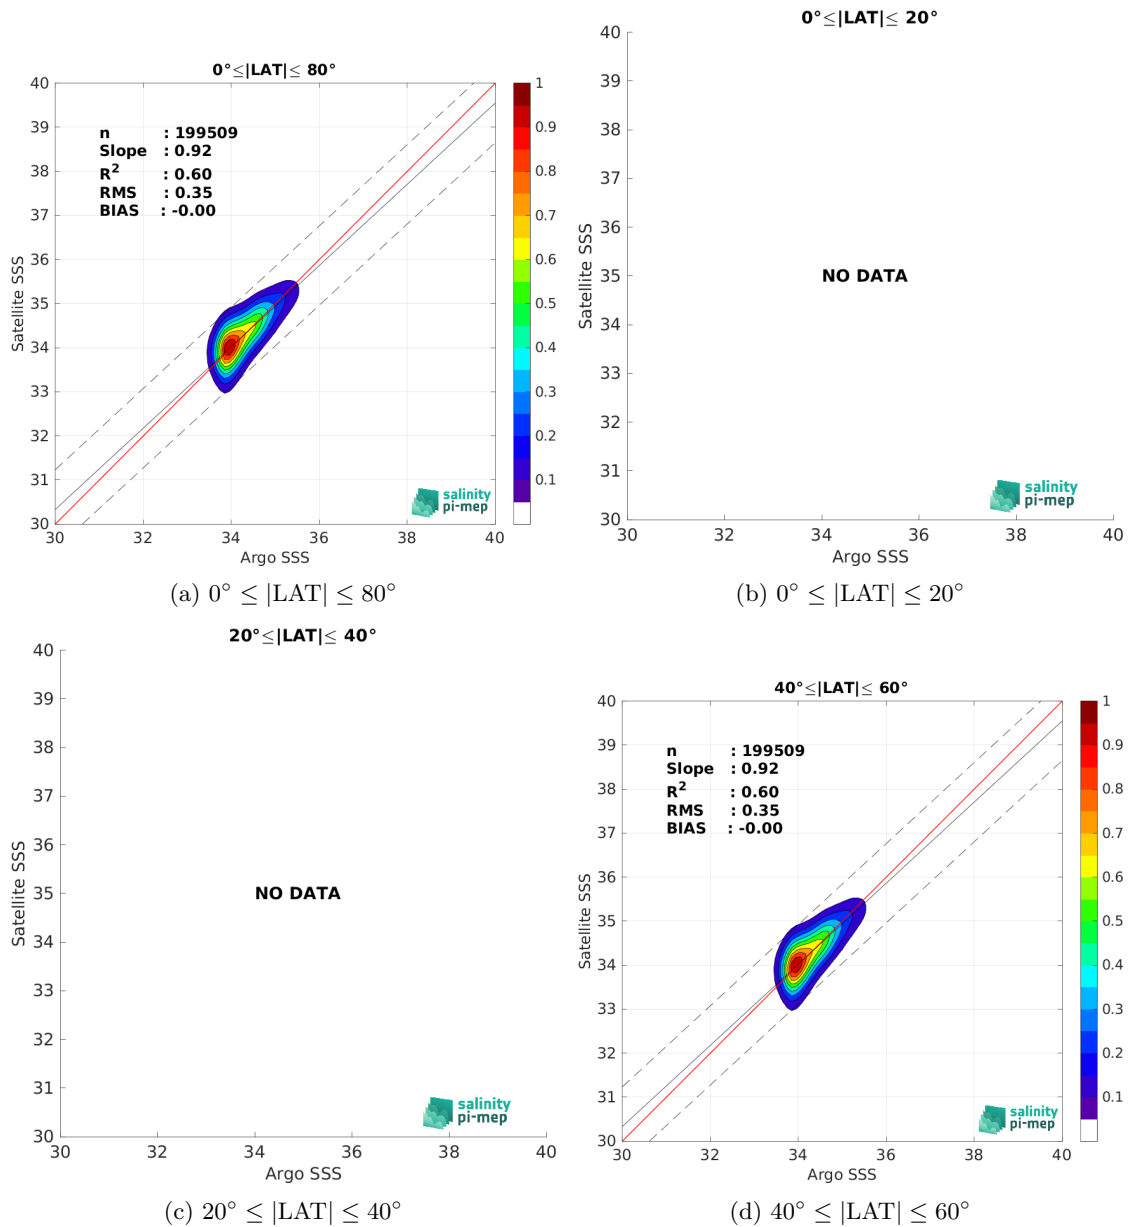 0°≤|LAT|≤ 80°
40
39
38
37
36
35
34
33
32
31
30
Satellite SSS
n : 199509
Slope : 0.92
R² : 0.60
RMS : 0.35
BIAS : -0.00
salinity
pi-mep
30 32 34 36 38 40
Argo SSS
1
0.9
0.8
0.7
0.6
0.5
0.4
0.3
0.2
0.1
(a) 0° ≤ |LAT| ≤ 80°
0°≤|LAT|≤ 20°
40
39
38
37
36
35
34
33
32
31
30
Satellite SSS
NO DATA
salinity
pi-mep
30 32 34 36 38 40
Argo SSS
(b) 0° ≤ |LAT| ≤ 20°
20°≤|LAT|≤ 40°
40
39
38
37
36
35
34
33
32
31
30
Satellite SSS
NO DATA
salinity
pi-mep
30 32 34 36 38 40
Argo SSS
(c) 20° ≤ |LAT| ≤ 40°
40°≤|LAT|≤ 60°
40
39
38
37
36
35
34
33
32
31
30
Satellite SSS
n : 199509
Slope : 0.92
R² : 0.60
RMS : 0.35
BIAS : -0.00
salinity
pi-mep
30 32 34 36 38 40
Argo SSS
1
0.9
0.8
0.7
0.6
0.5
0.4
0.3
0.2
0.1
(d) 40° ≤ |LAT| ≤ 60°